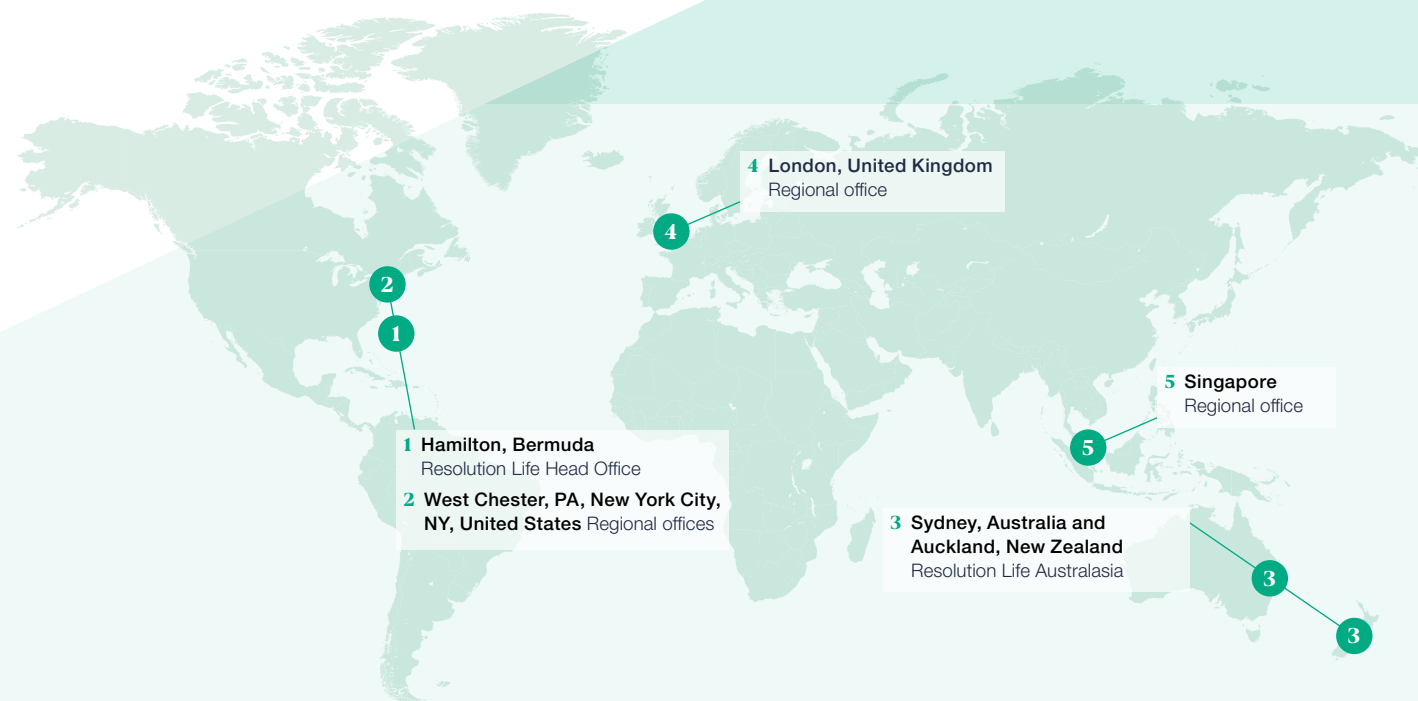 4 London, United Kingdom
Regional office
4
2
1
5 Singapore
Regional office
1 Hamilton, Bermuda
Resolution Life Head Office
5
2 West Chester, PA, New York City,
NY, United States Regional offices
3 Sydney, Australia and
Auckland, New Zealand
Resolution Life Australasia
3
3